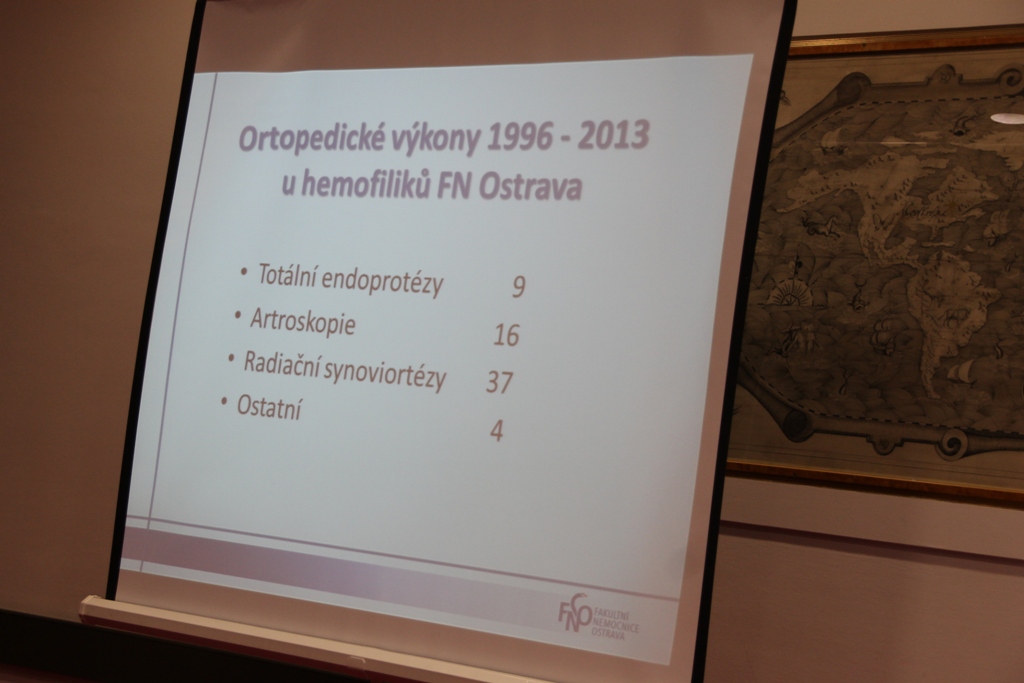 Ortopedické výkony 1996 - 2013
u hemofiliků FN Ostrava
• Totální endoprotézy 9
• Artroskopie 16
• Radiační synoviortézy 37
• Ostatní 4
FNO
FAKULTNÍ
NEMOCNICE
OSTRAVA